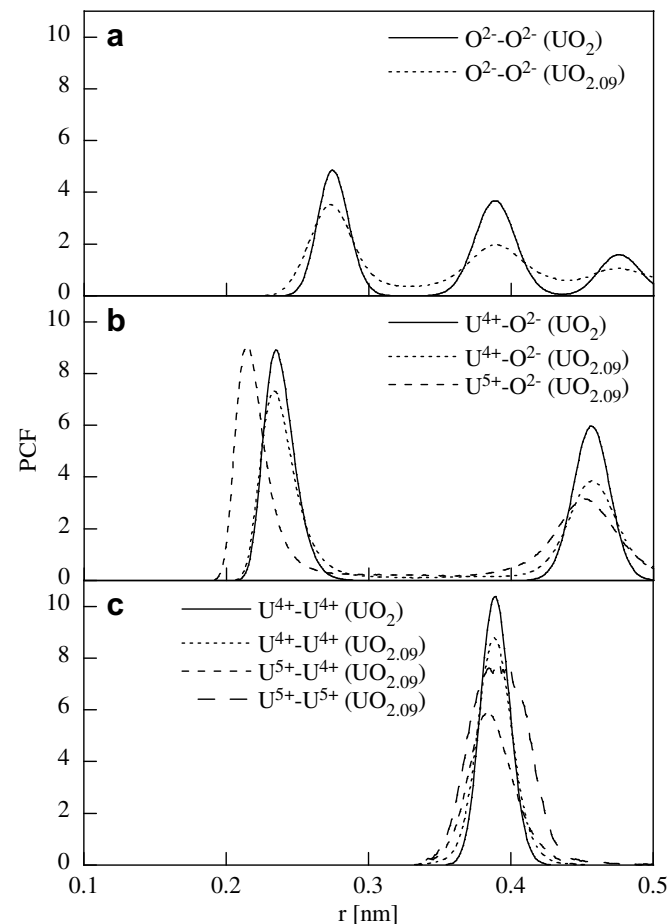 10
8
6
4
2
0
a
O²⁻-O²⁻ (UO₂)
O²⁻-O²⁻ (UO₂.₀₉)
PCF
10
8
6
4
2
0
b
U⁴⁺-O²⁻ (UO₂)
U⁴⁺-O²⁻ (UO₂.₀₉)
U⁵⁺-O²⁻ (UO₂.₀₉)
10
8
6
4
2
0
c
U⁴⁺-U⁴⁺ (UO₂)
U⁴⁺-U⁴⁺ (UO₂.₀₉)
U⁵⁺-U⁴⁺ (UO₂.₀₉)
U⁵⁺-U⁵⁺ (UO₂.₀₉)
0.1 0.2 0.3 0.4 0.5
r [nm]